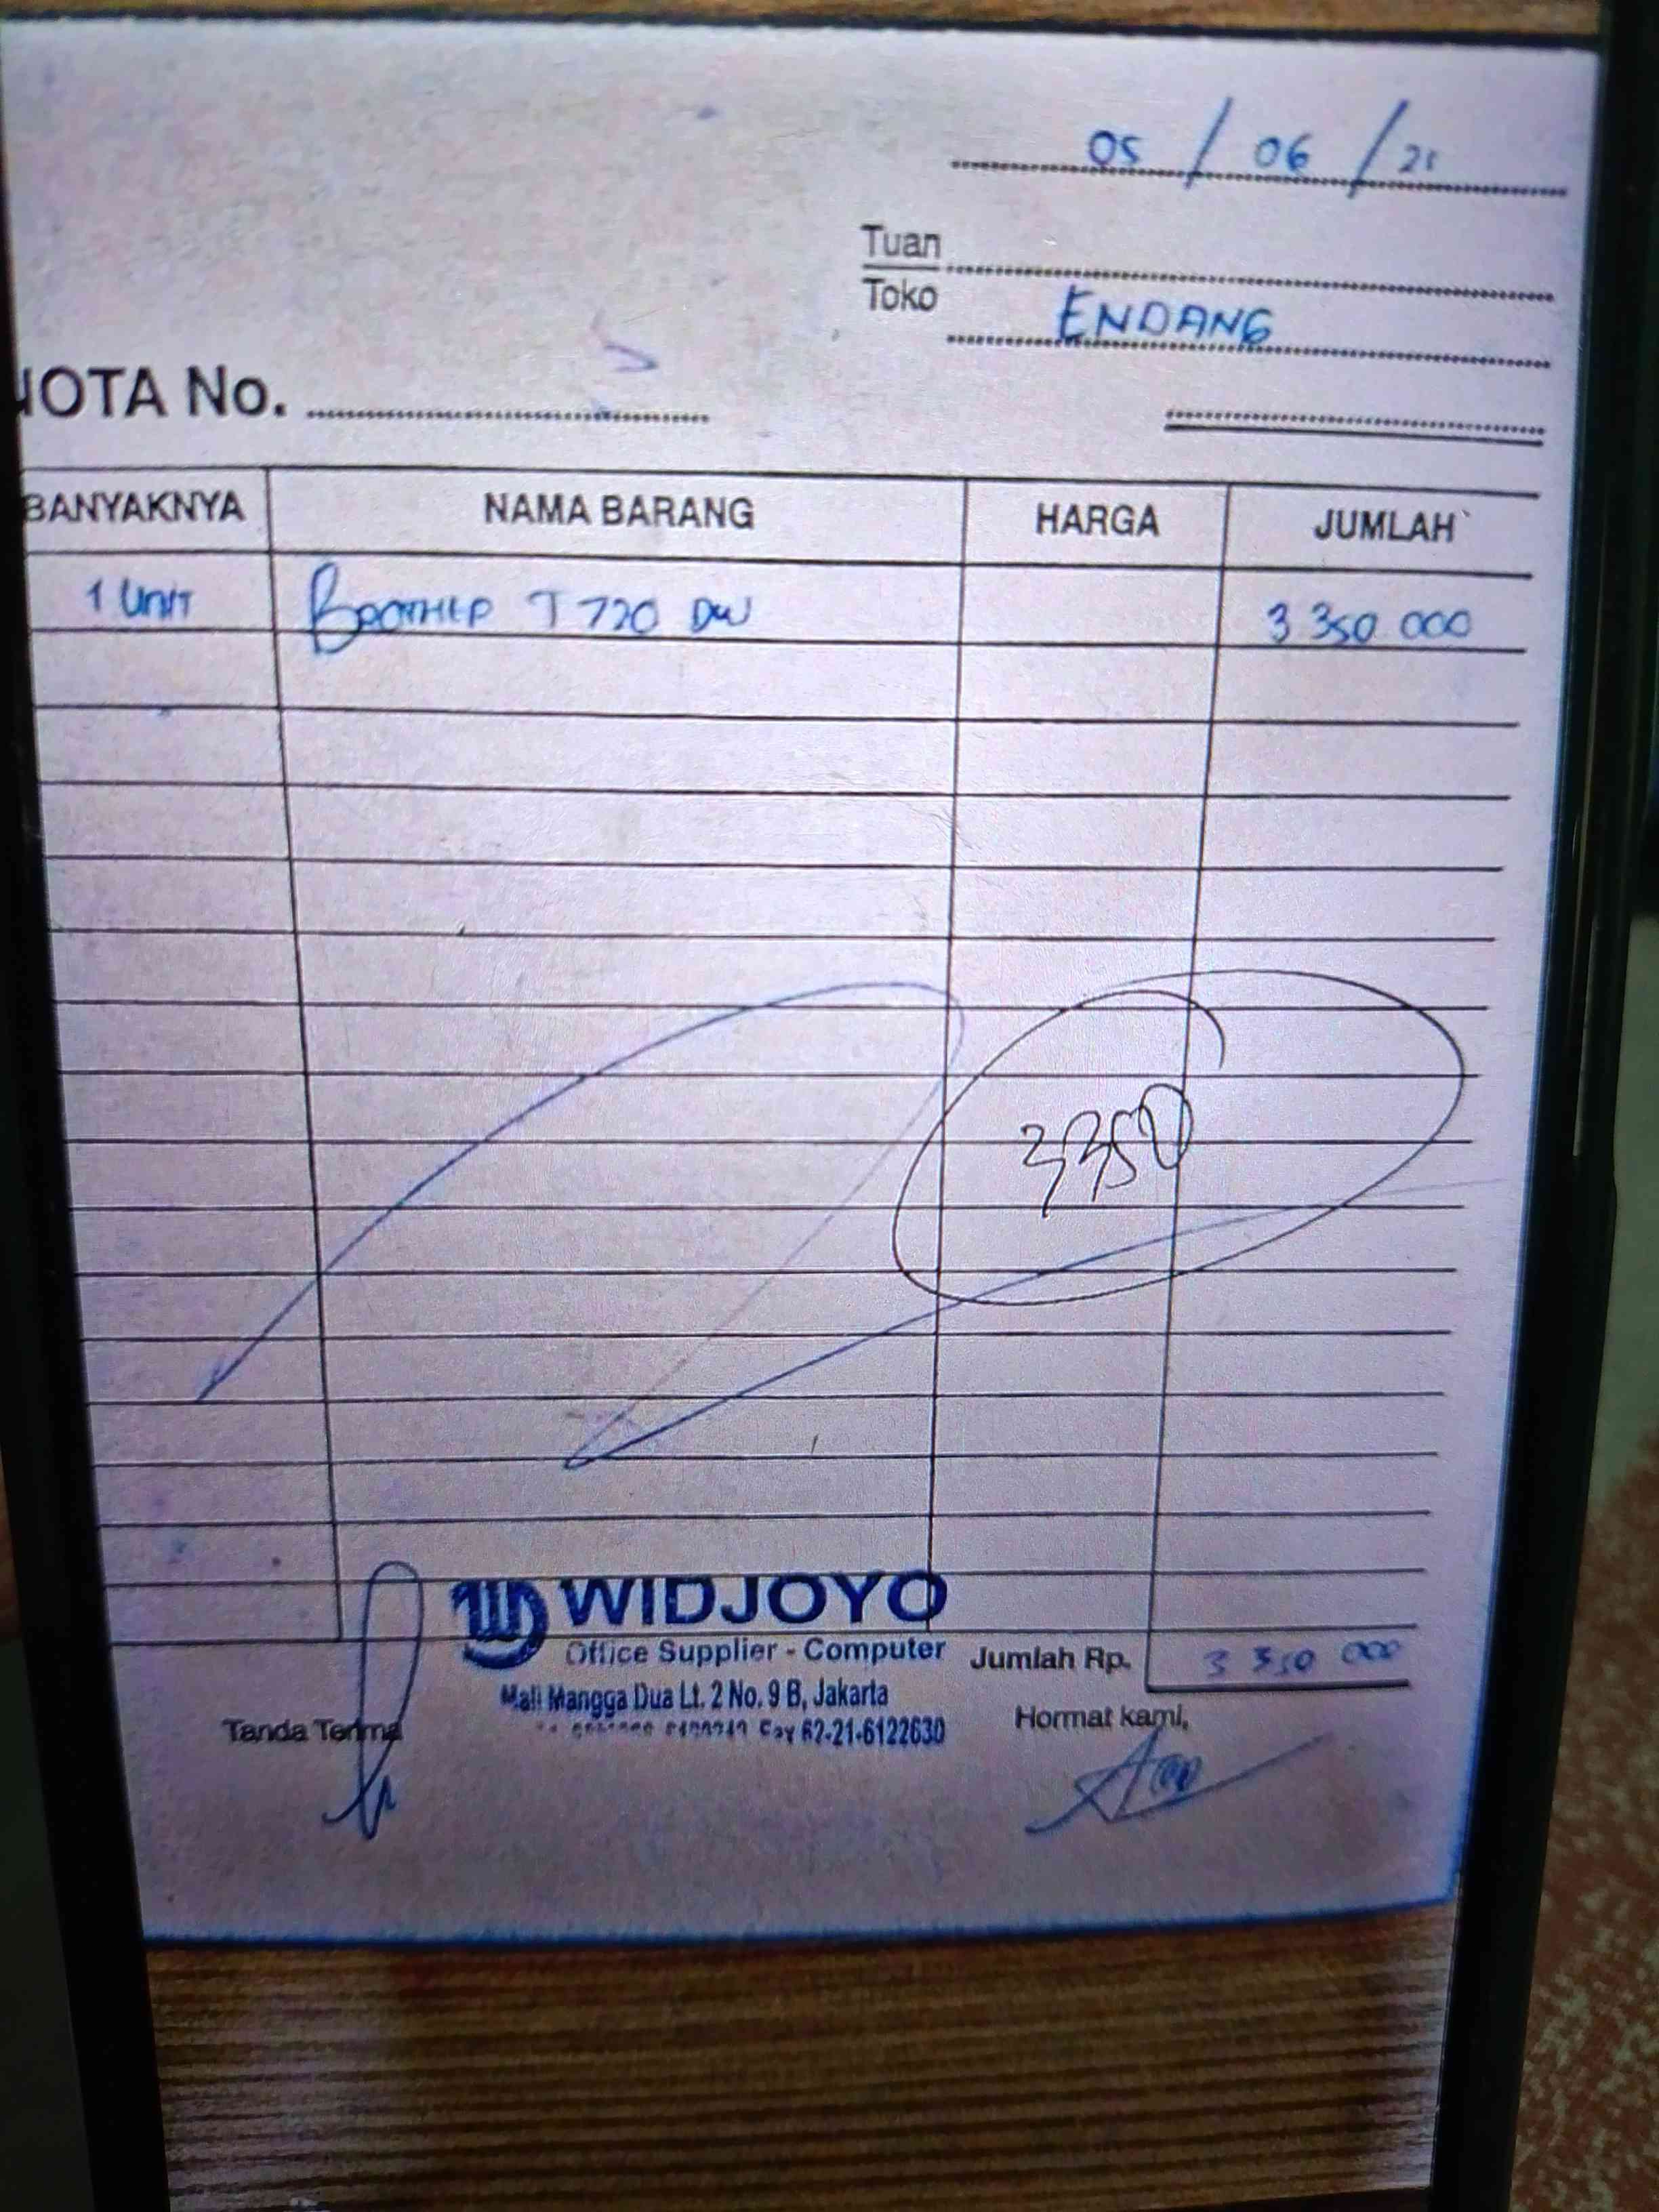 05 / 06 / 21
Tuan
Toko ENDANG
NOTA No.
BANYAKNYA NAMA BARANG HARGA JUMLAH
1 UNIT BROTHER T 720 DW 3 350 000
3,350
WIDJOYO
Office Supplier - Computer
Jumlah Rp. 3 350 000
Mall Mangga Dua Lt. 2 No. 9 B, Jakarta
Fax 62-21-6122630
Tanda Terima
Hormat kami,